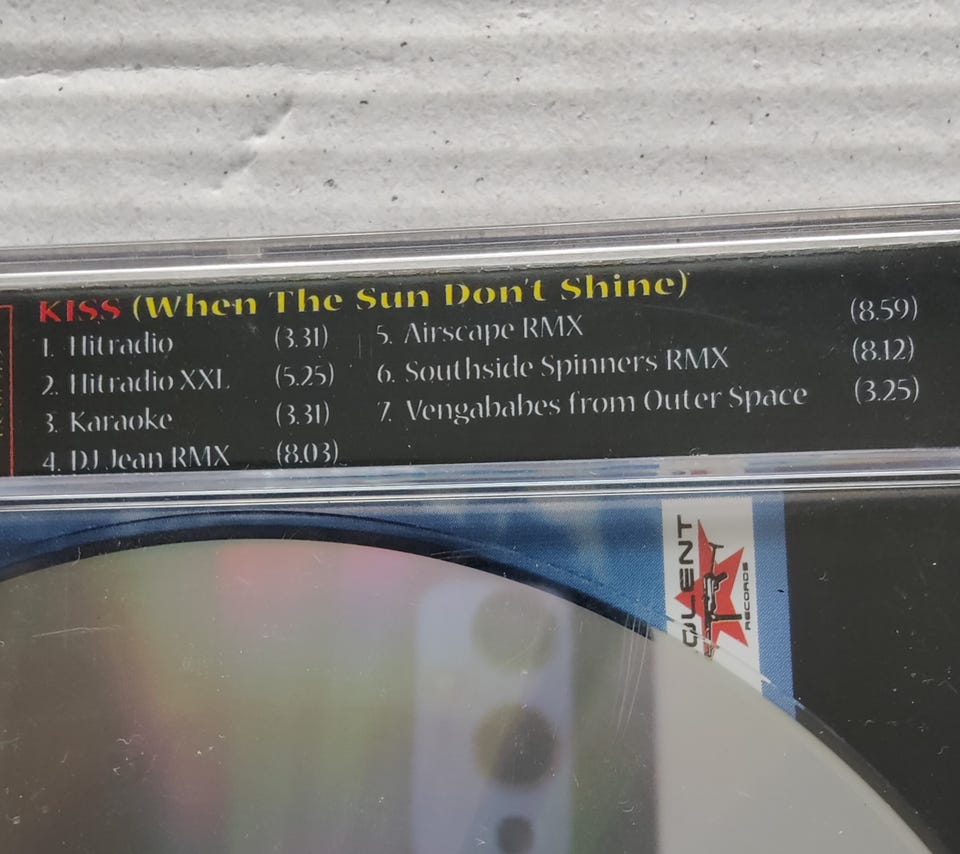 KISS (When The Sun Don't Shine)
1. Hitradio (3.31)
2. Hitradio XXL (5.25)
3. Karaoke (3.31)
4. DJ Jean RMX (8.03)
5. Airscape RMX (8.59)
6. Southside Spinners RMX (8.12)
7. Vengababes from Outer Space (3.25)
RECORDS